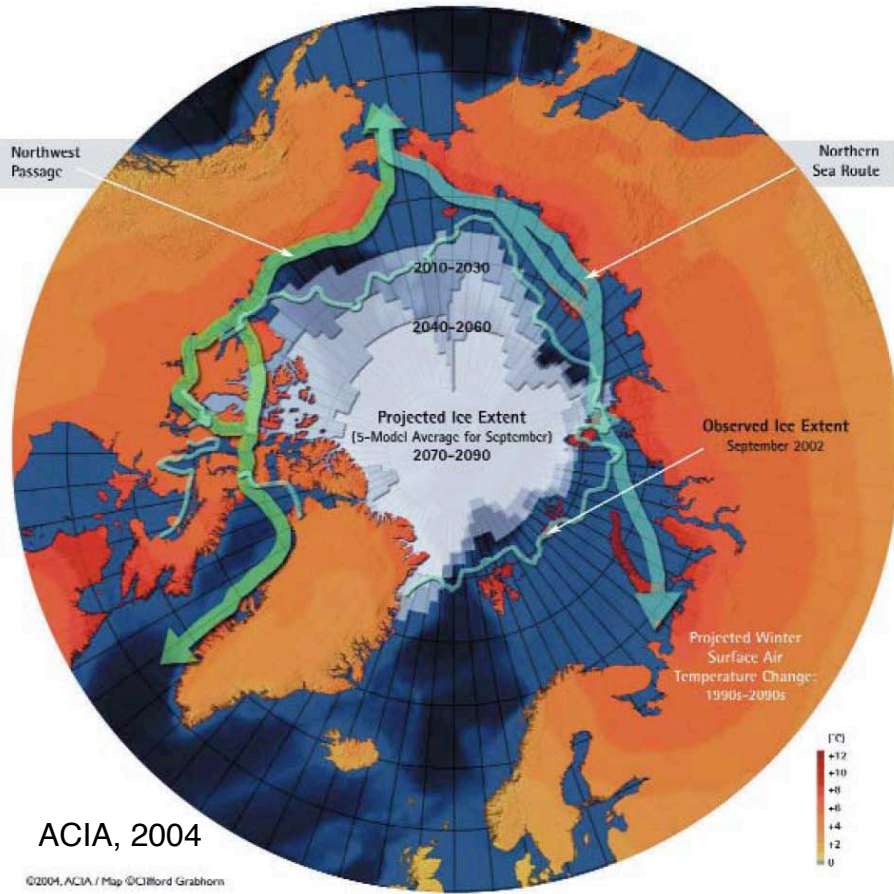 Northwest
Passage
Northern
Sea Route
2010-2030
2040-2060
Projected Ice Extent
(5-Model Average for September)
2070-2090
Observed Ice Extent
September 2002
Projected Winter
Surface Air
Temperature Change:
1990s-2090s
(°C)
+12
+10
+8
+6
+4
+2
0
ACIA, 2004
©2004, ACIA / Map ©Clifford Grabhorn